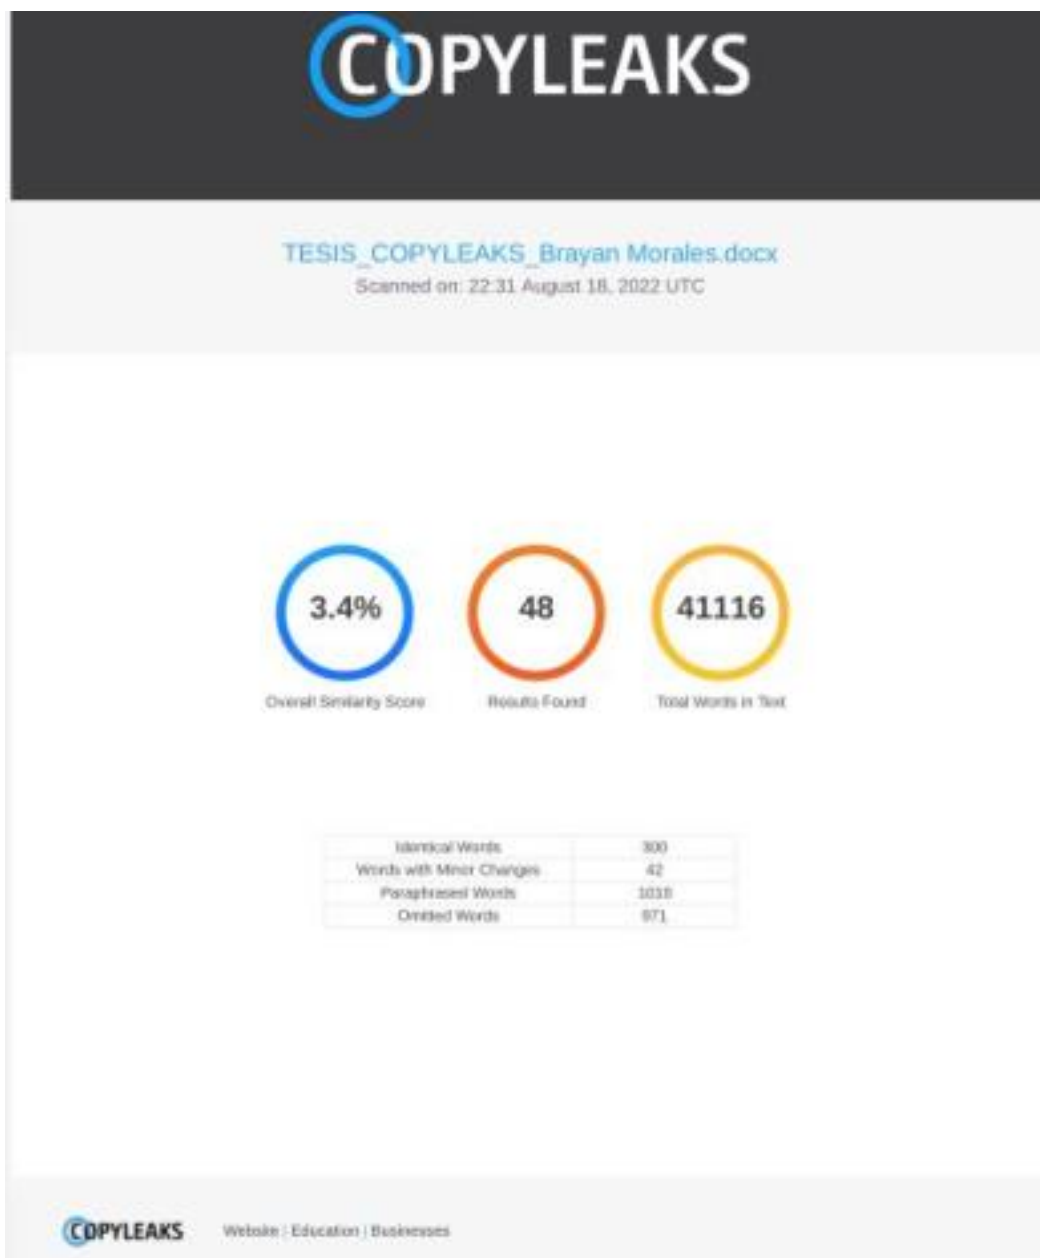 COPYLEAKS
TESIS_COPYLEAKS_Brayan Morales.docx
Scanned on: 22:31 August 18, 2022 UTC
3.4% 48 41116
Overall Similarity Score Results Found Total Words in Text
Identical Words 300
Words with Minor Changes 42
Paraphrased Words
Omitted Words 971
COPYLEAKS Website | Education | Businesses